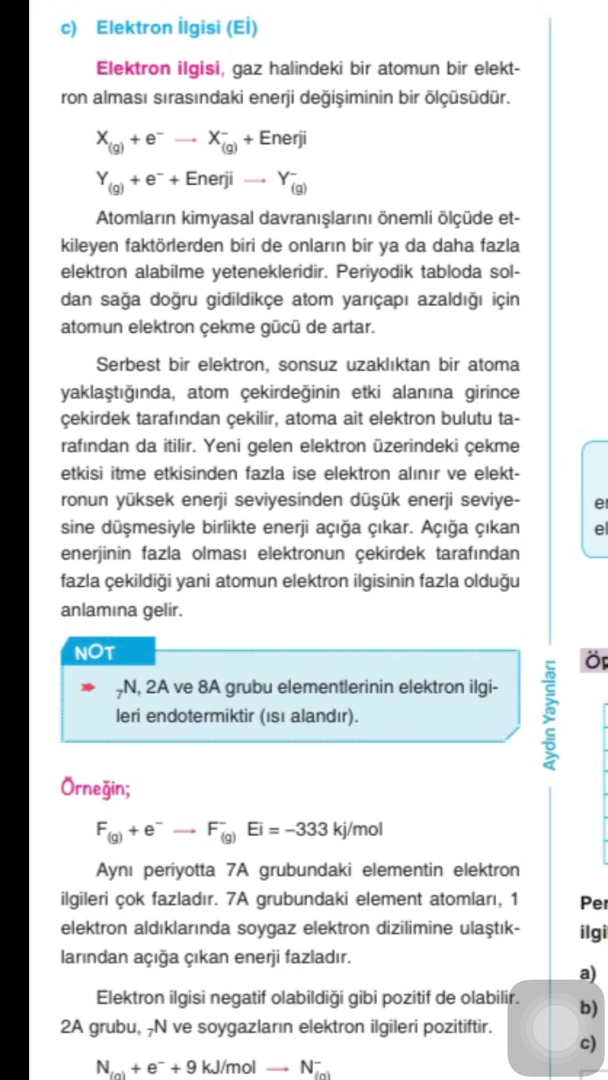 c) Elektron İlgisi (Eİ)
Elektron ilgisi, gaz halindeki bir atomun bir elekt-
ron alması sırasındaki enerji değişiminin bir ölçüsüdür.
X(g) + e⁻ → X⁻(g) + Enerji
Y(g) + e⁻ + Enerji → Y⁻(g)
Atomların kimyasal davranışlarını önemli ölçüde et-
kileyen faktörlerden biri de onların bir ya da daha fazla
elektron alabilme yetenekleridir. Periyodik tabloda sol-
dan sağa doğru gidildikçe atom yarıçapı azaldığı için
atomun elektron çekme gücü de artar.
Serbest bir elektron, sonsuz uzaklıktan bir atoma
yaklaştığında, atom çekirdeğinin etki alanına girince
çekirdek tarafından çekilir, atoma ait elektron bulutu ta-
rafından da itilir. Yeni gelen elektron üzerindeki çekme
etkisi itme etkisinden fazla ise elektron alınır ve elekt-
ronun yüksek enerji seviyesinden düşük enerji seviye-
sine düşmesiyle birlikte enerji açığa çıkar. Açığa çıkan
enerjinin fazla olması elektronun çekirdek tarafından
fazla çekildiği yani atomun elektron ilgisinin fazla olduğu
anlamına gelir.
NOT
₇N, 2A ve 8A grubu elementlerinin elektron ilgi-
leri endotermiktir (ısı alandır).
Örneğin;
F(g) + e⁻ → F⁻(g) Ei = –333 kj/mol
Aynı periyotta 7A grubundaki elementin elektron
ilgileri çok fazladır. 7A grubundaki element atomları, 1
elektron aldıklarında soygaz elektron dizilimine ulaştık-
larından açığa çıkan enerji fazladır.
Elektron ilgisi negatif olabildiği gibi pozitif de olabilir.
2A grubu, ₇N ve soygazların elektron ilgileri pozitiftir.
N(g) + e⁻ + 9 kJ/mol → N⁻(g)
Aydın Yayınları
el
Per
ilgi
a)
b)
c)